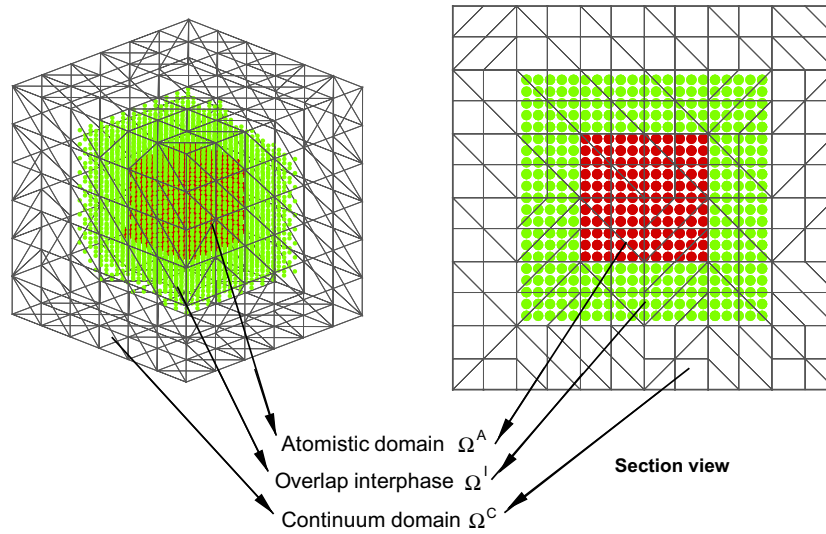 Atomistic domain Ω^A
Overlap interphase Ω^I
Section view
Continuum domain Ω^C